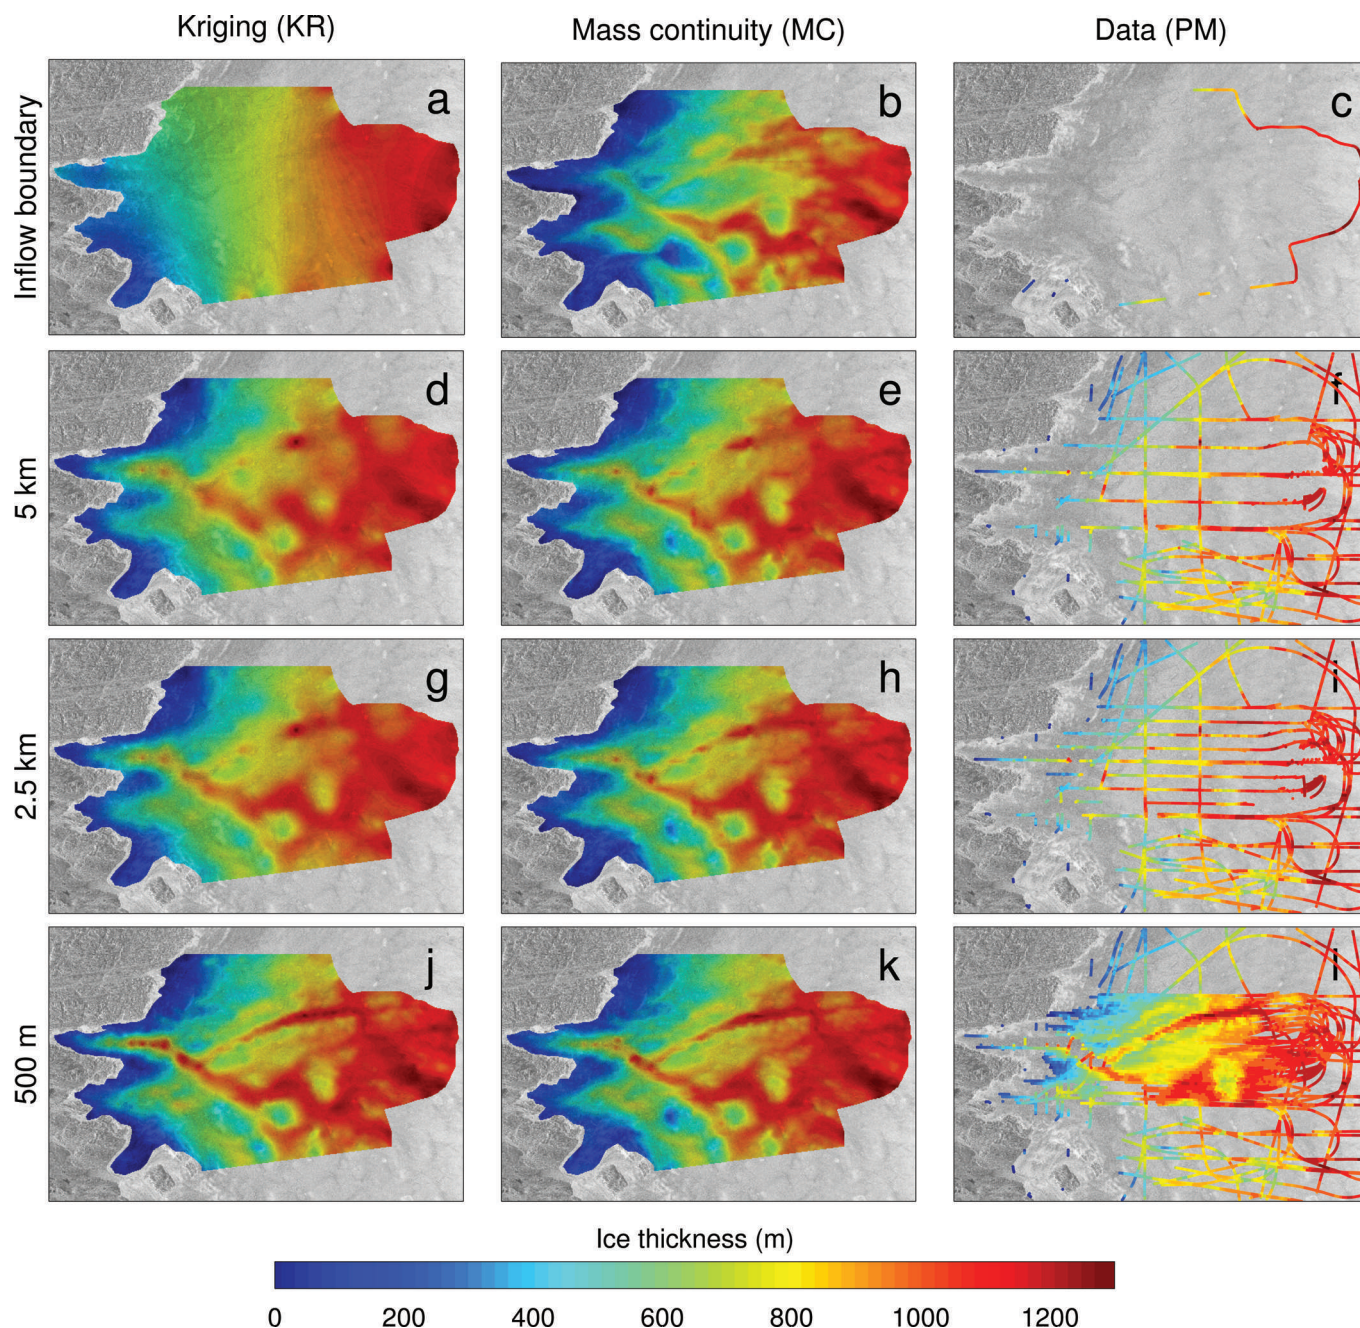 Kriging (KR)
Mass continuity (MC)
Data (PM)
Inflow boundary
a
b
c
5 km
d
e
f
2.5 km
g
h
i
500 m
j
k
l
Ice thickness (m)
0 200 400 600 800 1000 1200